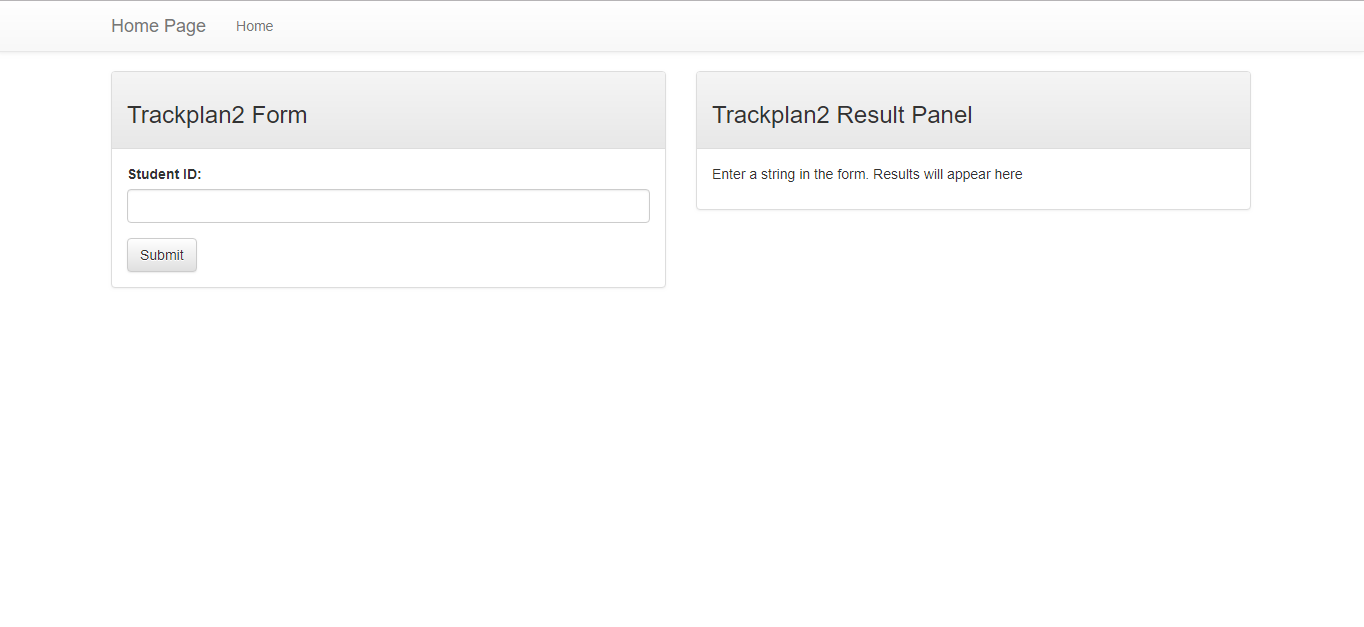 Home Page Home
Trackplan2 Form
Student ID:
Submit
Trackplan2 Result Panel
Enter a string in the form. Results will appear here